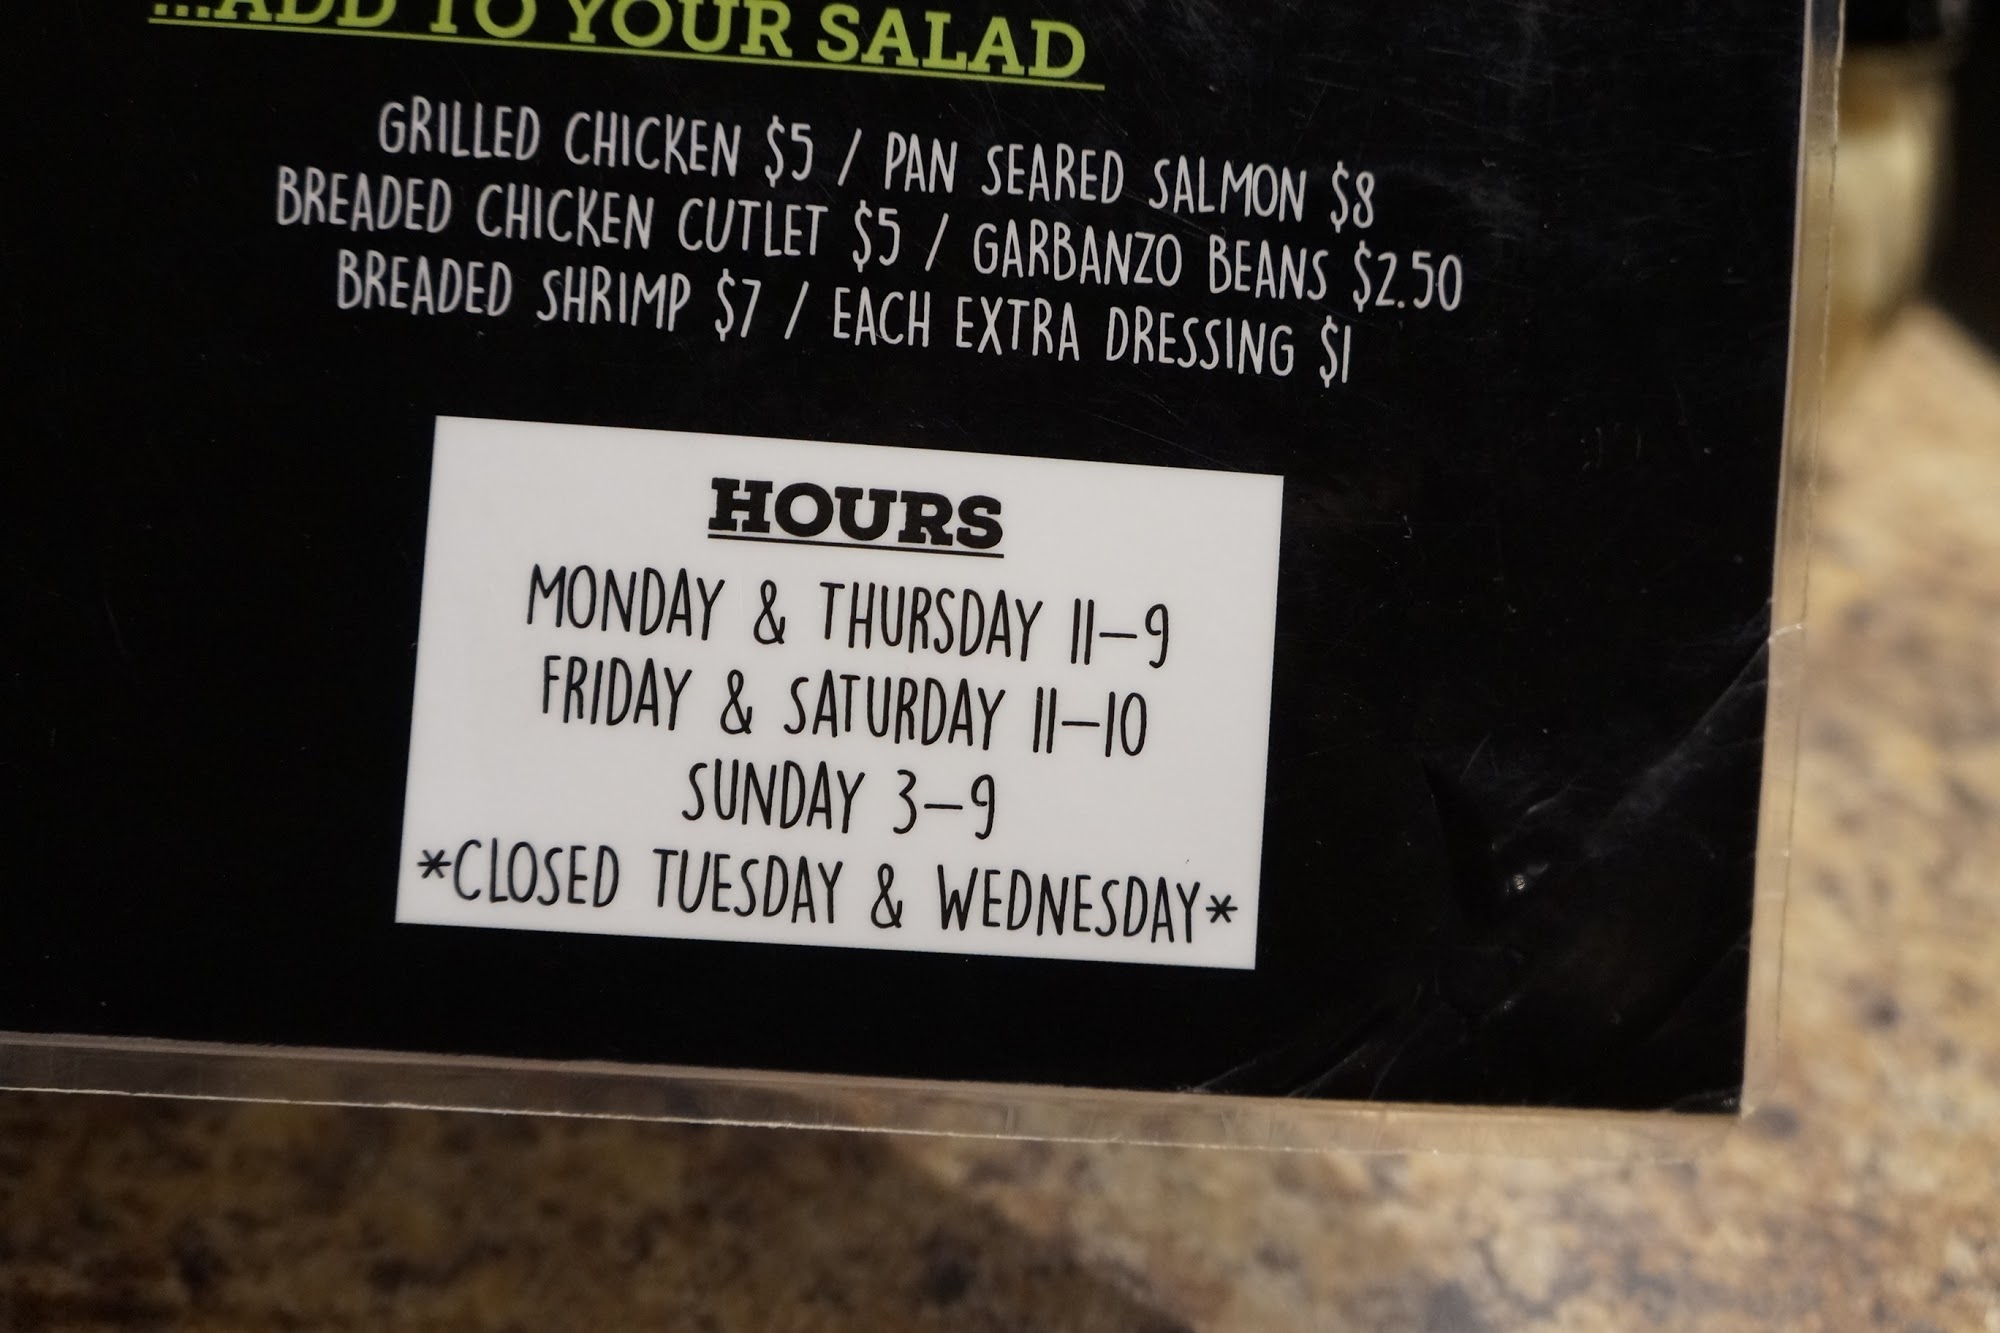 ...ADD TO YOUR SALAD
GRILLED CHICKEN $5 / PAN SEARED SALMON $8
BREADED CHICKEN CUTLET $5 / GARBANZO BEANS $2.50
BREADED SHRIMP $7 / EACH EXTRA DRESSING $1
HOURS
MONDAY & THURSDAY 11-9
FRIDAY & SATURDAY 11-10
SUNDAY 3-9
*CLOSED TUESDAY & WEDNESDAY*